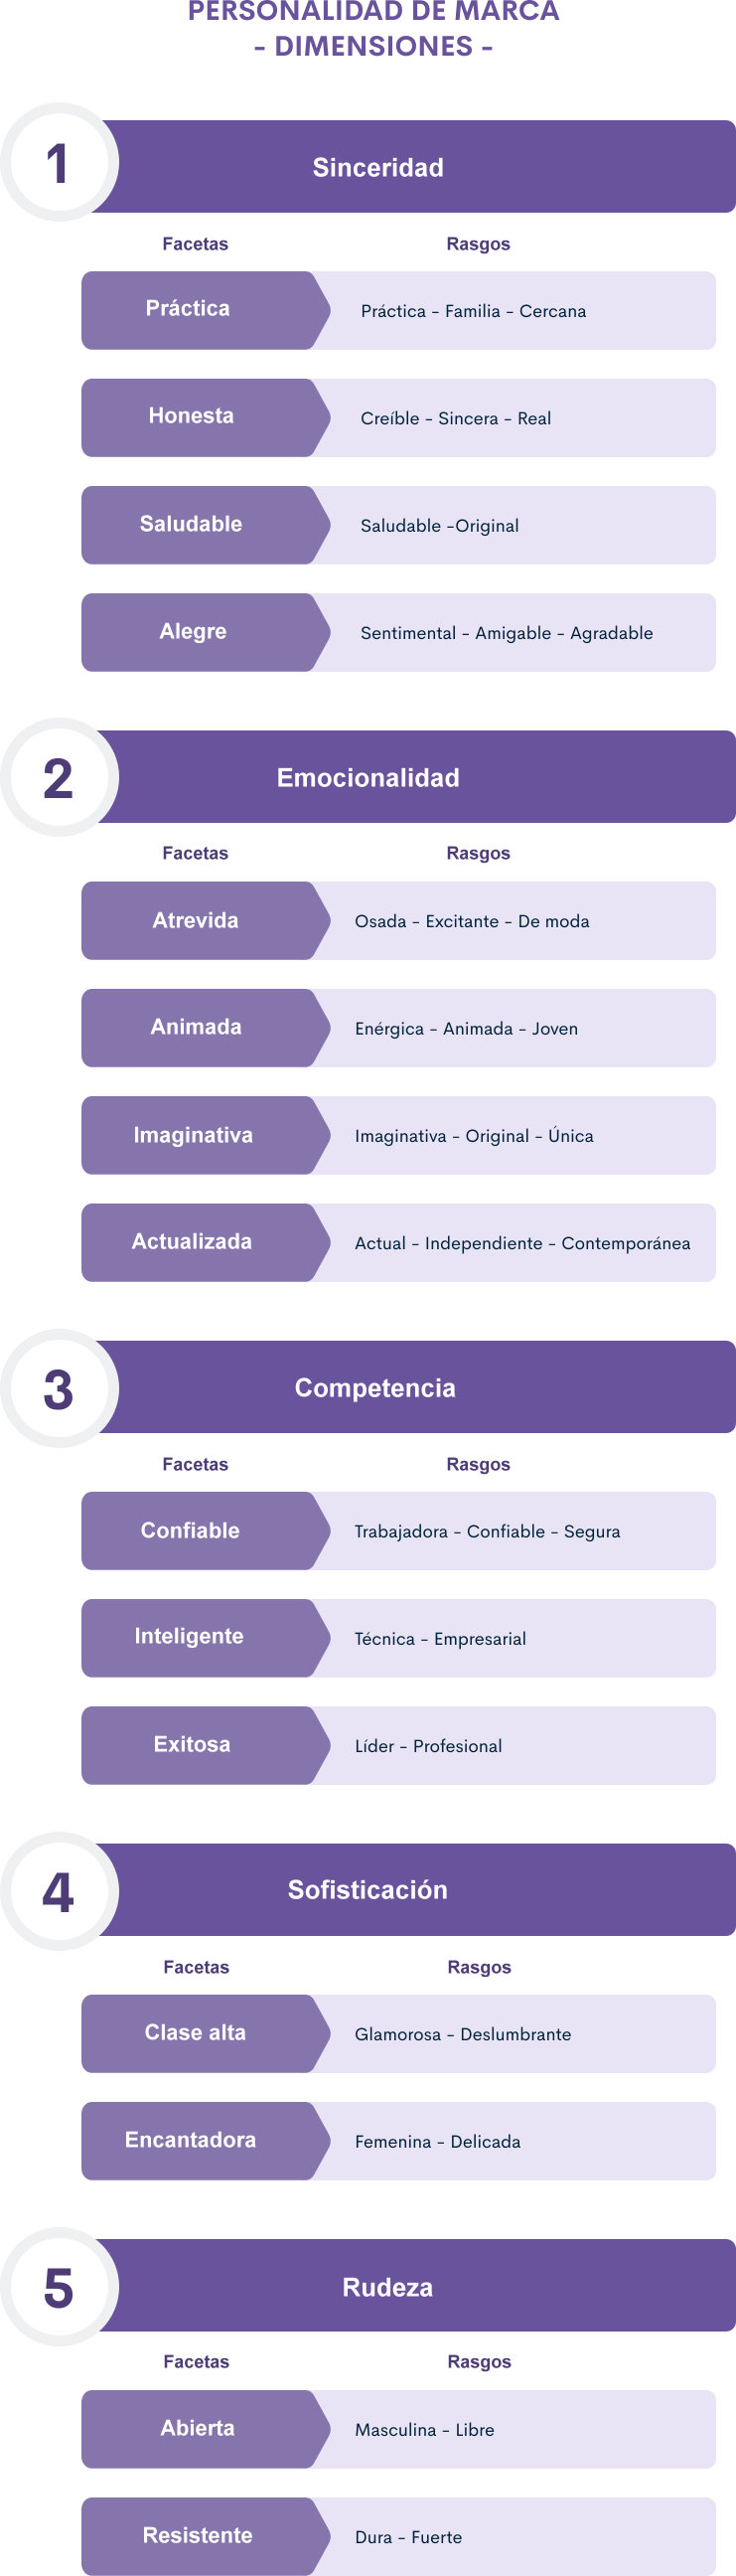 PERSONALIDAD DE MARCA
- DIMENSIONES -
1
Sinceridad
Facetas Rasgos
Práctica Práctica - Familia - Cercana
Honesta Creíble - Sincera - Real
Saludable Saludable -Original
Alegre Sentimental - Amigable - Agradable
2
Emocionalidad
Facetas Rasgos
Atrevida Osada - Excitante - De moda
Animada Enérgica - Animada - Joven
Imaginativa Imaginativa - Original - Única
Actualizada Actual - Independiente - Contemporánea
3
Competencia
Facetas Rasgos
Confiable Trabajadora - Confiable - Segura
Inteligente Técnica - Empresarial
Exitosa Líder - Profesional
4
Sofisticación
Facetas Rasgos
Clase alta Glamorosa - Deslumbrante
Encantadora Femenina - Delicada
5
Rudeza
Facetas Rasgos
Abierta Masculina - Libre
Resistente Dura - Fuerte